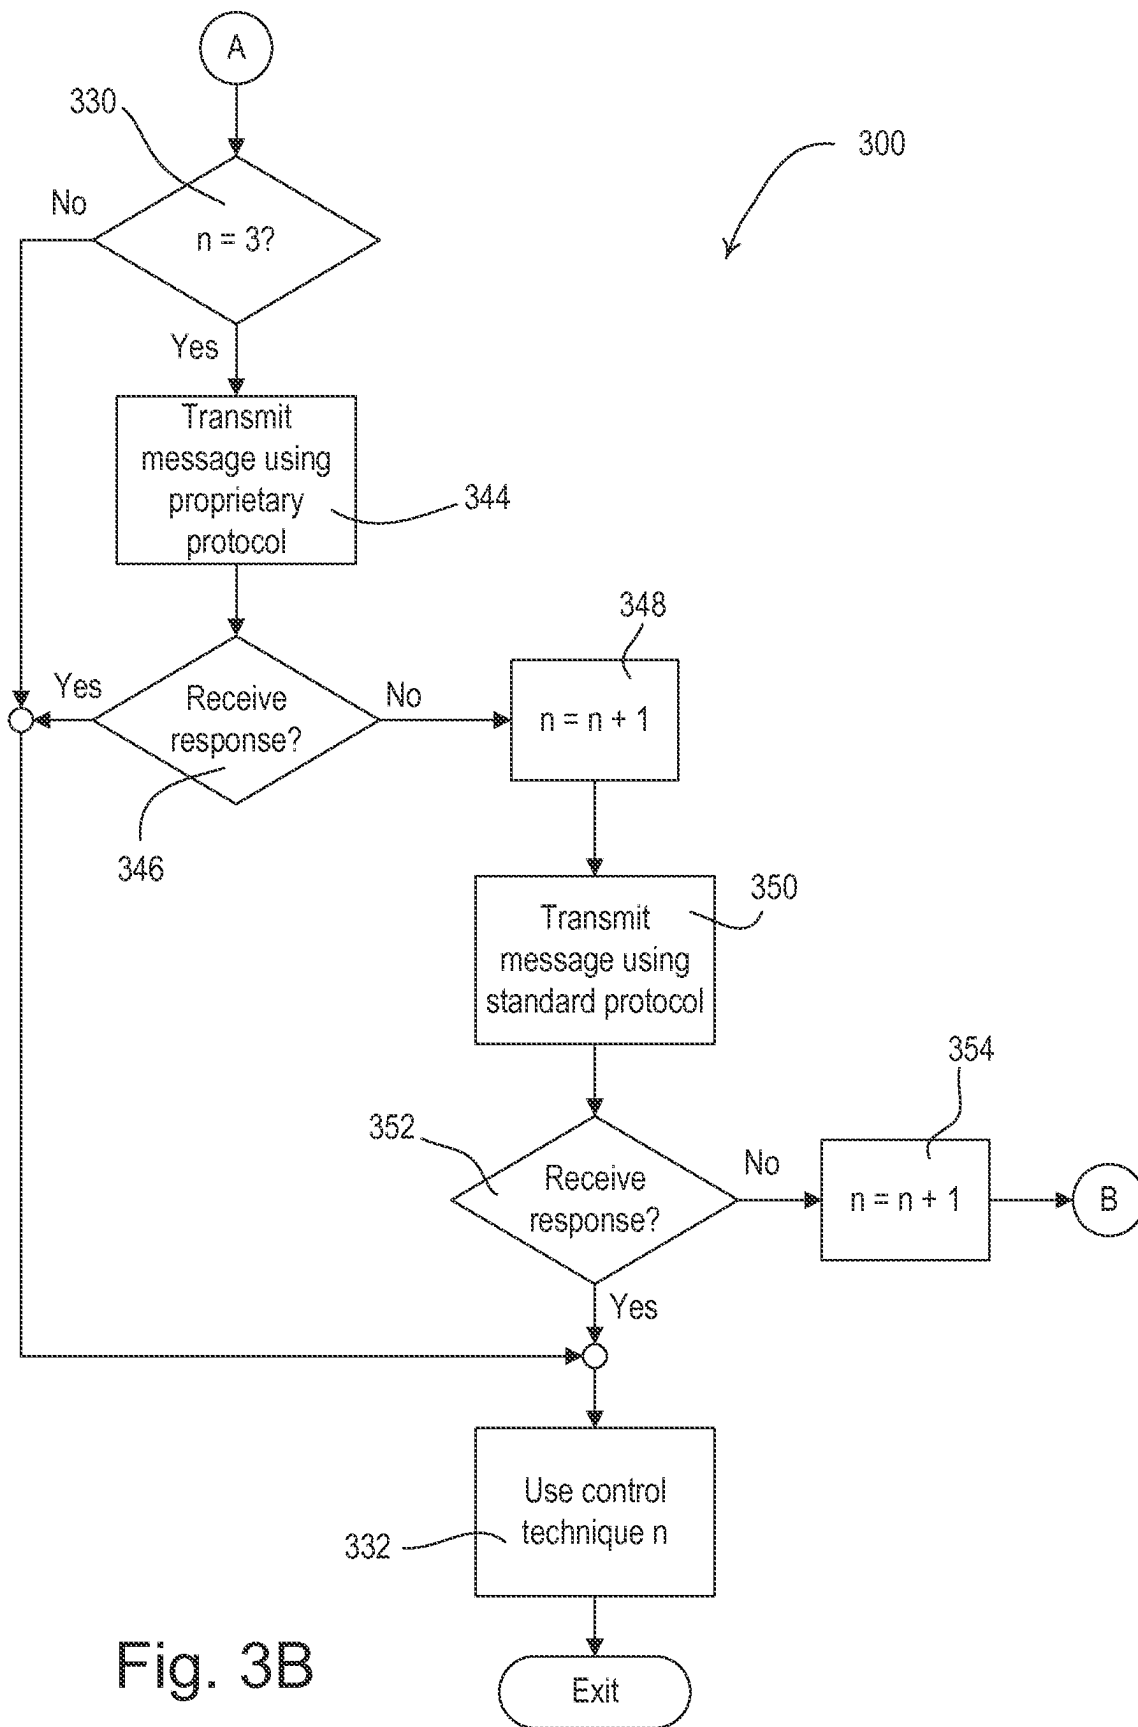 A
330
300
No
n = 3?
Yes
Transmit
message using
proprietary
protocol
344
348
Yes
Receive
response?
No
n = n + 1
346
350
Transmit
message using
standard protocol
354
352
Receive
response?
No
n = n + 1
B
Yes
Use control
technique n
332
Fig. 3B
Exit